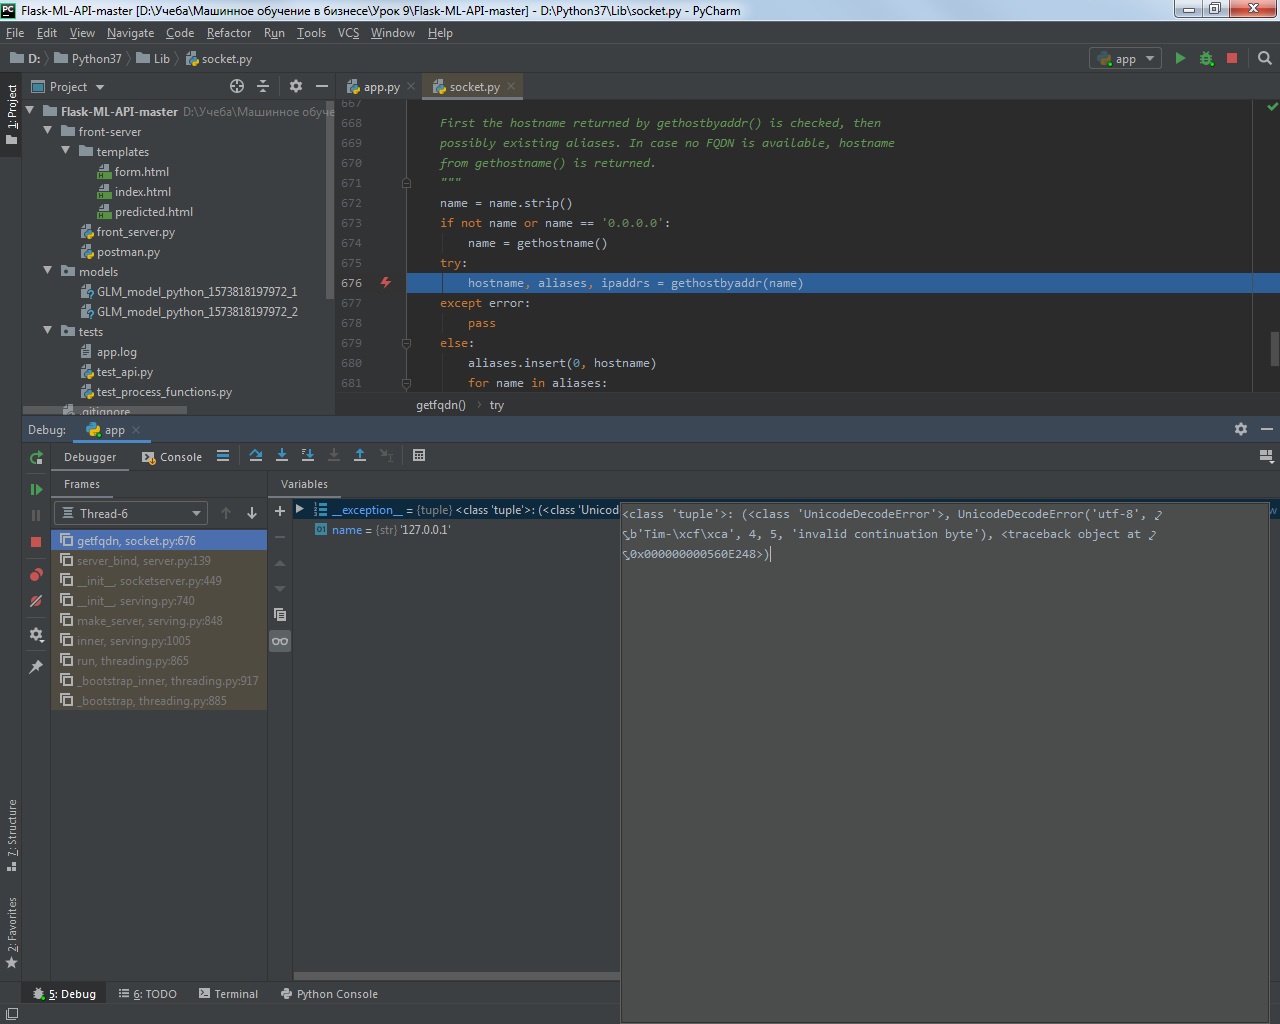 Flask-ML-API-master [D:\Учеба\Машинное обучение в бизнесе\Урок 9\Flask-ML-API-master] - D:\Python37\Lib\socket.py - PyCharm
File Edit View Navigate Code Refactor Run Tools VCS Window Help
D: Python37 Lib socket.py
app
1: Project
Project
app.py
socket.py
Flask-ML-API-master D:\Учеба\Машинное обуче
front-server
templates
form.html
index.html
predicted.html
front_server.py
postman.py
models
GLM_model_python_1573818197972_1
GLM_model_python_1573818197972_2
tests
app.log
test_api.py
test_process_functions.py
.gitignore
667
668 First the hostname returned by gethostbyaddr() is checked, then
669 possibly existing aliases. In case no FQDN is available, hostname
670 from gethostname() is returned.
671 """
672 name = name.strip()
673 if not name or name == '0.0.0.0':
674 name = gethostname()
675 try:
676 hostname, aliases, ipaddrs = gethostbyaddr(name)
677 except error:
678 pass
679 else:
680 aliases.insert(0, hostname)
681 for name in aliases:
getfqdn() try
Debug: app
Debugger Console
Frames
Variables
Thread-6
getfqdn, socket.py:676
server_bind, server.py:139
__init__, socketserver.py:449
__init__, serving.py:740
make_server, serving.py:848
inner, serving.py:1005
run, threading.py:865
_bootstrap_inner, threading.py:917
_bootstrap, threading.py:885
__exception__ = {tuple} <class 'tuple'>: (<class 'Unicod
name = {str} '127.0.0.1'
<class 'tuple'>: (<class 'UnicodeDecodeError'>, UnicodeDecodeError('utf-8',
b'Tim-\xcf\xca', 4, 5, 'invalid continuation byte'), <traceback object at
0x000000000560E248>)
7: Structure
2: Favorites
5: Debug 6: TODO Terminal Python Console